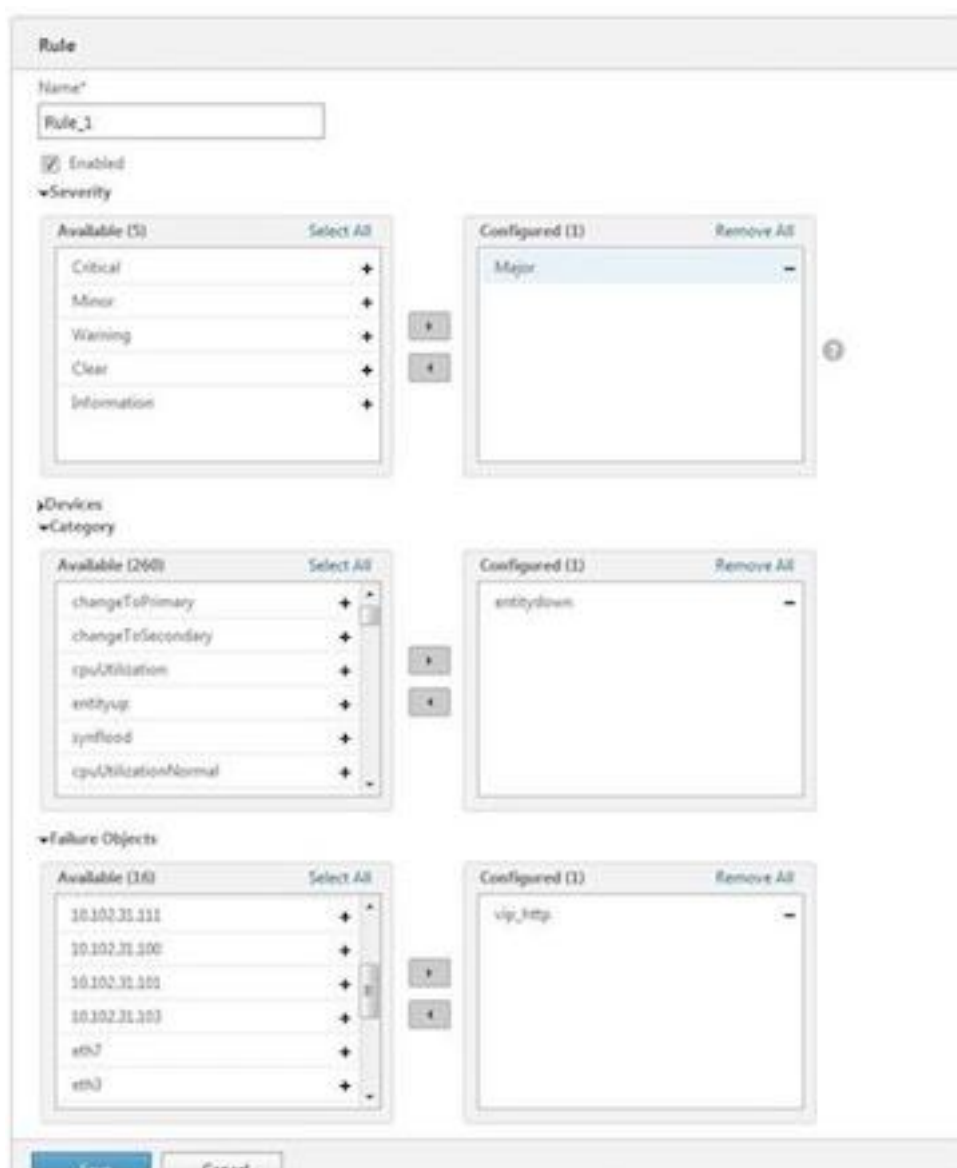 Rule
Name*
Rule_1
Enabled
Severity
Available (5) Select All
Critical
Minor
Warning
Clear
Information
Configured (1) Remove All
Major
?
Devices
Category
Available (260) Select All
changeToPrimary
changeToSecondary
cpuUtilization
entityup
synflood
cpuUtilizationNormal
Configured (1) Remove All
entitydown
Failure Objects
Available (16) Select All
10.102.31.111
10.102.31.100
10.102.31.101
10.102.31.103
eth7
eth3
Configured (1) Remove All
vip_http
Cancel